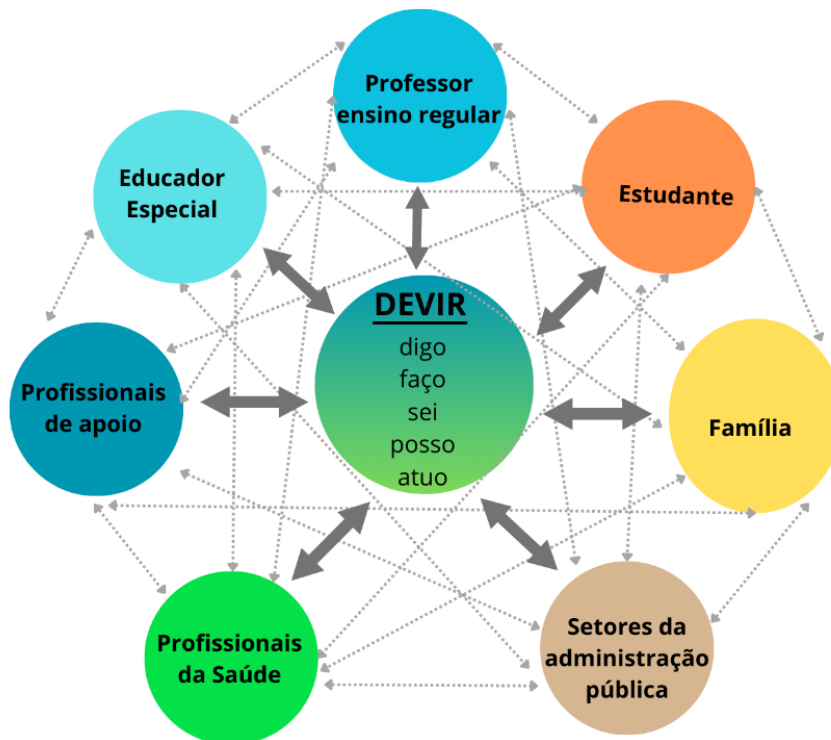 Professor
ensino regular
Educador
Especial
Estudante
DEVIR
digo
faço
sei
posso
atuo
Profissionais
de apoio
Família
Profissionais
da Saúde
Setores da
administração
pública